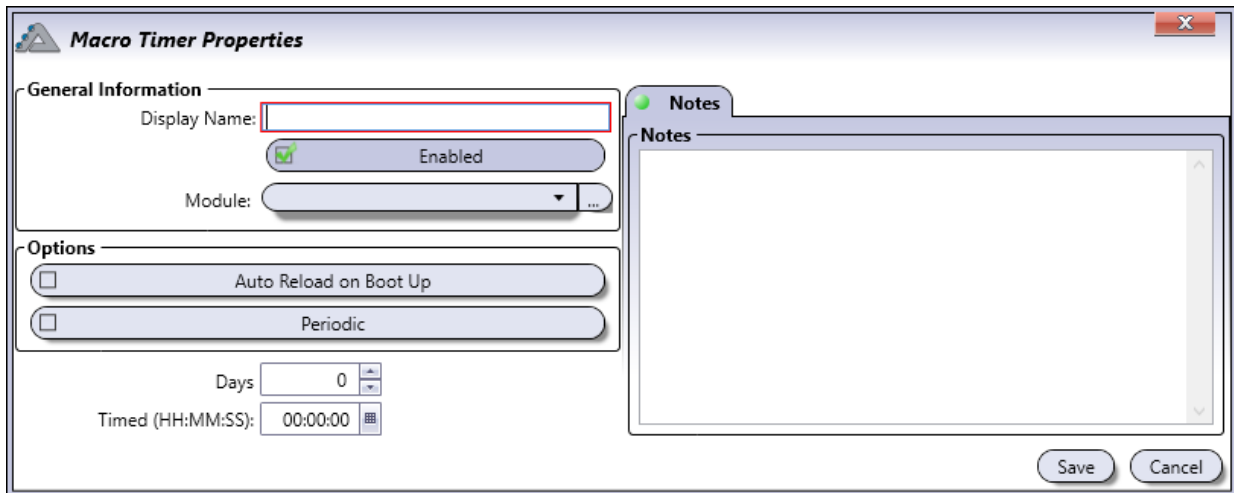 Macro Timer Properties
X
General Information
Display Name:
Enabled
Module:
...
Options
Auto Reload on Boot Up
Periodic
Days 0
Timed (HH:MM:SS): 00:00:00
Notes
Notes
Save Cancel